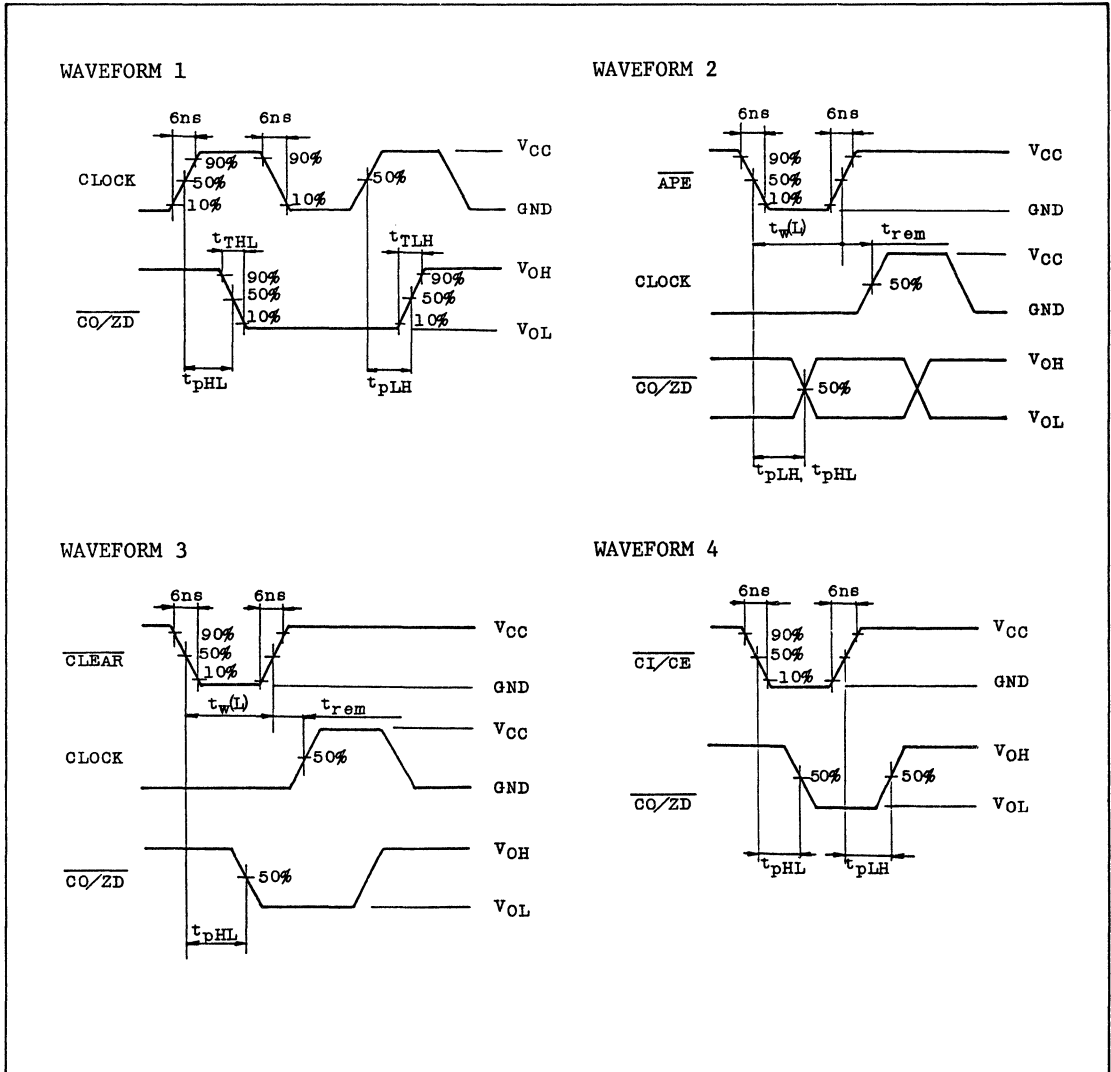 WAVEFORM 1
6ns 6ns
VCC
90% 90%
CLOCK 50% 50%
10% 10%
GND
tTHL tTLH
VOH
90% 90%
50% 50%
CO/ZD 10% 10%
VOL
tpHL tpLH
WAVEFORM 2
6ns 6ns
VCC
90%
APE 50%
10%
GND
tw(L) trem
VCC
CLOCK 50%
GND
VOH
CO/ZD 50%
VOL
tpLH, tpHL
WAVEFORM 3
6ns 6ns
VCC
90%
CLEAR 50%
10%
GND
tw(L) trem
VCC
CLOCK 50%
GND
VOH
CO/ZD 50%
VOL
tpHL
WAVEFORM 4
6ns 6ns
VCC
90%
CI/CE 50%
10%
GND
VOH
50% 50%
CO/ZD
VOL
tpHL tpLH